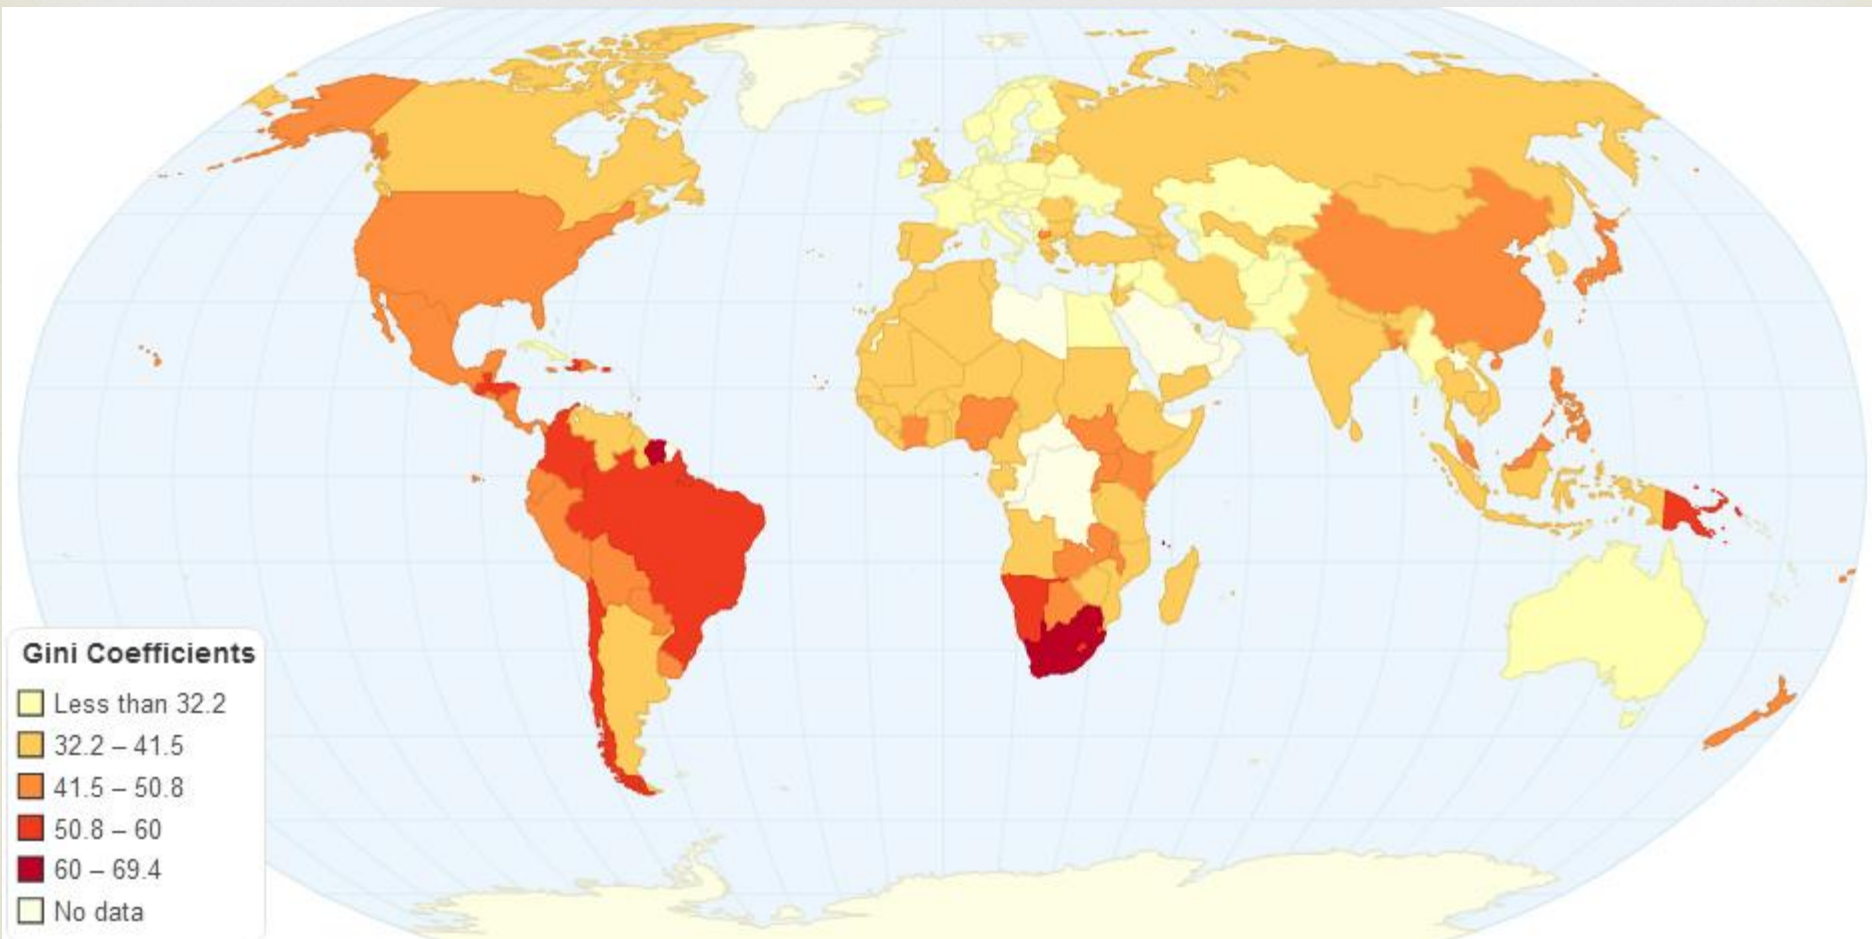 Gini Coefficients
Less than 32.2
32.2 – 41.5
41.5 – 50.8
50.8 – 60
60 – 69.4
No data